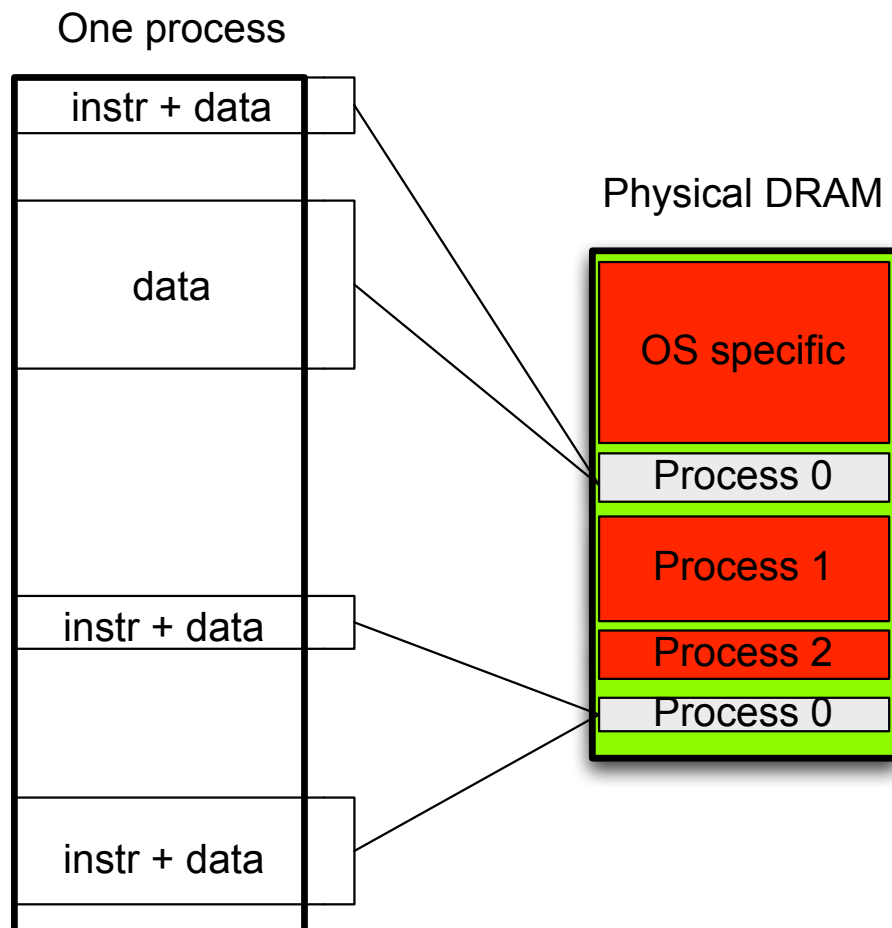 One process
instr + data
data
instr + data
instr + data
Physical DRAM
OS specific
Process 0
Process 1
Process 2
Process 0